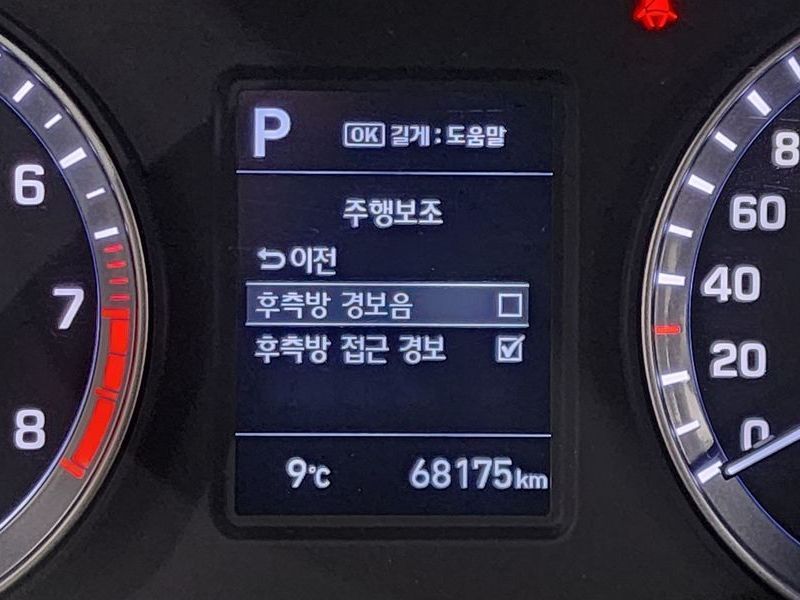 P
OK 길게 : 도움말
주행보조
이전
후측방 경보음
후측방 접근 경보
9℃ 68175km
6
7
8
8
60
40
20
0